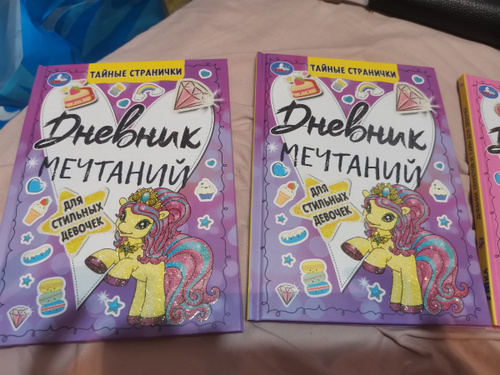 ТАЙНЫЕ СТРАНИЧКИ
Дневник
МЕЧТАНИЙ
ДЛЯ
СТИЛЬНЫХ
ДЕВОЧЕК
ТАЙНЫЕ СТРАНИЧКИ
Дневник
МЕЧТАНИЙ
ДЛЯ
СТИЛЬНЫХ
ДЕВОЧЕК